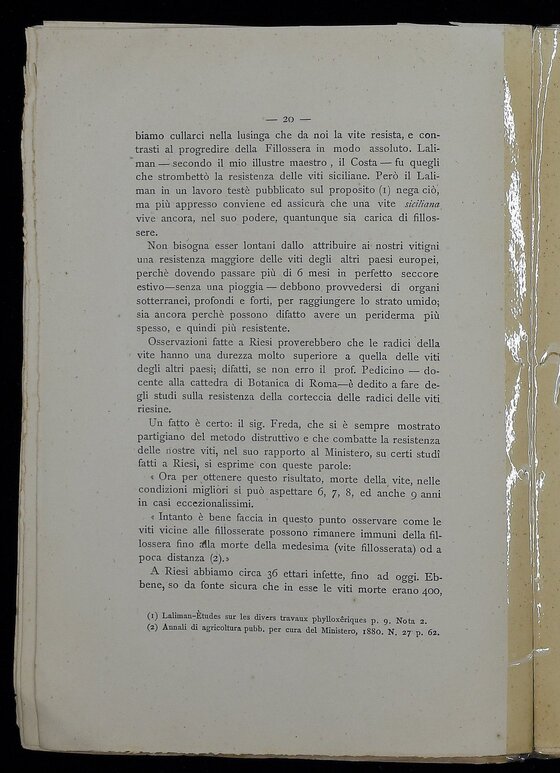 — 20 —
biamo cullarci nella lusinga che da noi la vite resista, e con-
trasti al progredire della Fillossera in modo assoluto. Lali-
man — secondo il mio illustre maestro , il Costa — fu quegli
che strombettò la resistenza delle viti siciliane. Però il Lali-
man in un lavoro testè pubblicato sul proposito (1) nega ciò,
ma più appresso conviene ed assicura che una vite siciliana
vive ancora, nel suo podere, quantunque sia carica di fillos-
sere.
Non bisogna esser lontani dallo attribuire ai nostri vitigni
una resistenza maggiore delle viti degli altri paesi europei,
perchè dovendo passare più di 6 mesi in perfetto seccore
estivo—senza una pioggia — debbono provvedersi di organi
sotterranei, profondi e forti, per raggiungere lo strato umido;
sia ancora perchè possono difatto avere un periderma più
spesso, e quindi più resistente.
Osservazioni fatte a Riesi proverebbero che le radici della
vite hanno una durezza molto superiore a quella delle viti
degli altri paesi; difatti, se non erro il prof. Pedicino — do-
cente alla cattedra di Botanica di Roma—è dedito a fare de-
gli studi sulla resistenza della corteccia delle radici delle viti
riesine.
Un fatto è certo: il sig. Freda, che si è sempre mostrato
partigiano del metodo distruttivo e che combatte la resistenza
delle nostre viti, nel suo rapporto al Ministero, su certi studî
fatti a Riesi, si esprime con queste parole:
« Ora per ottenere questo risultato, morte della vite, nelle
condizioni migliori si può aspettare 6, 7, 8, ed anche 9 anni
in casi eccezionalissimi.
« Intanto è bene faccia in questo punto osservare come le
viti vicine alle fillosserate possono rimanere immuni della fil-
lossera fino alla morte della medesima (vite fillosserata) od a
poca distanza (2).»
A Riesi abbiamo circa 36 ettari infette, fino ad oggi. Eb-
bene, so da fonte sicura che in esse le viti morte erano 400,
(1) Laliman-Ètudes sur les divers travaux phylloxêriques p. 9. Nota 2.
(2) Annali di agricoltura pubb. per cura del Ministero, 1880. N. 27 p. 62.